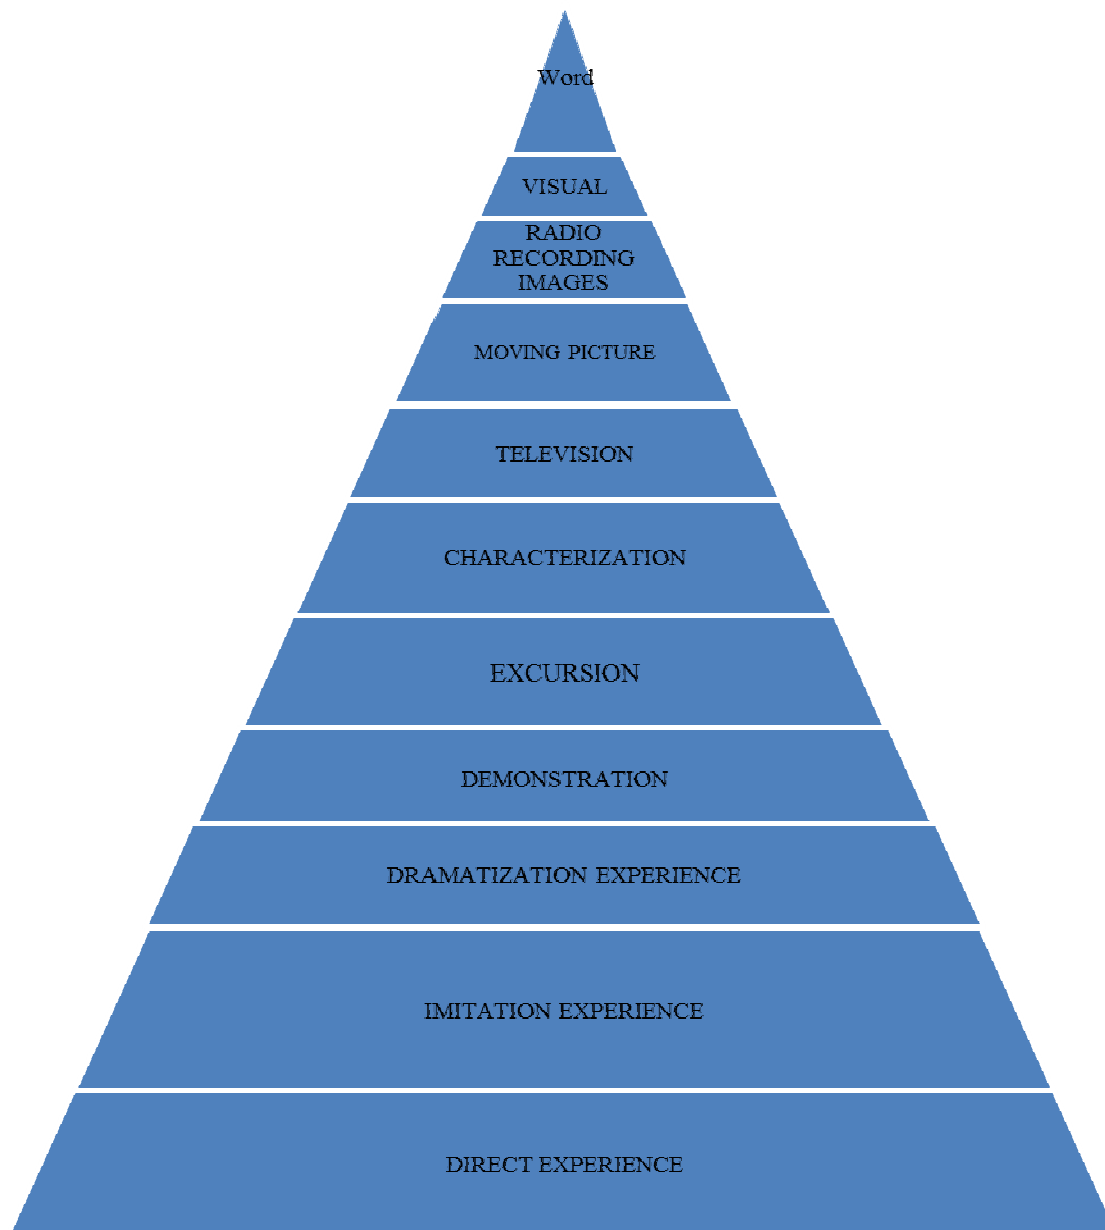 Word
VISUAL
RADIO
RECORDING
IMAGES
MOVING PICTURE
TELEVISION
CHARACTERIZATION
EXCURSION
DEMONSTRATION
DRAMATIZATION EXPERIENCE
IMITATION EXPERIENCE
DIRECT EXPERIENCE